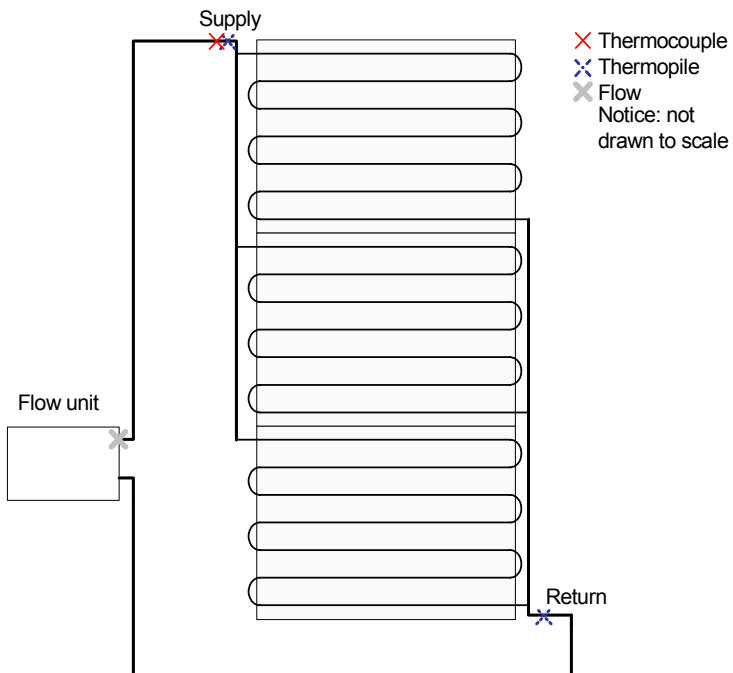 Supply
Thermocouple
Thermopile
Flow
Notice: not
drawn to scale
Flow unit
Return